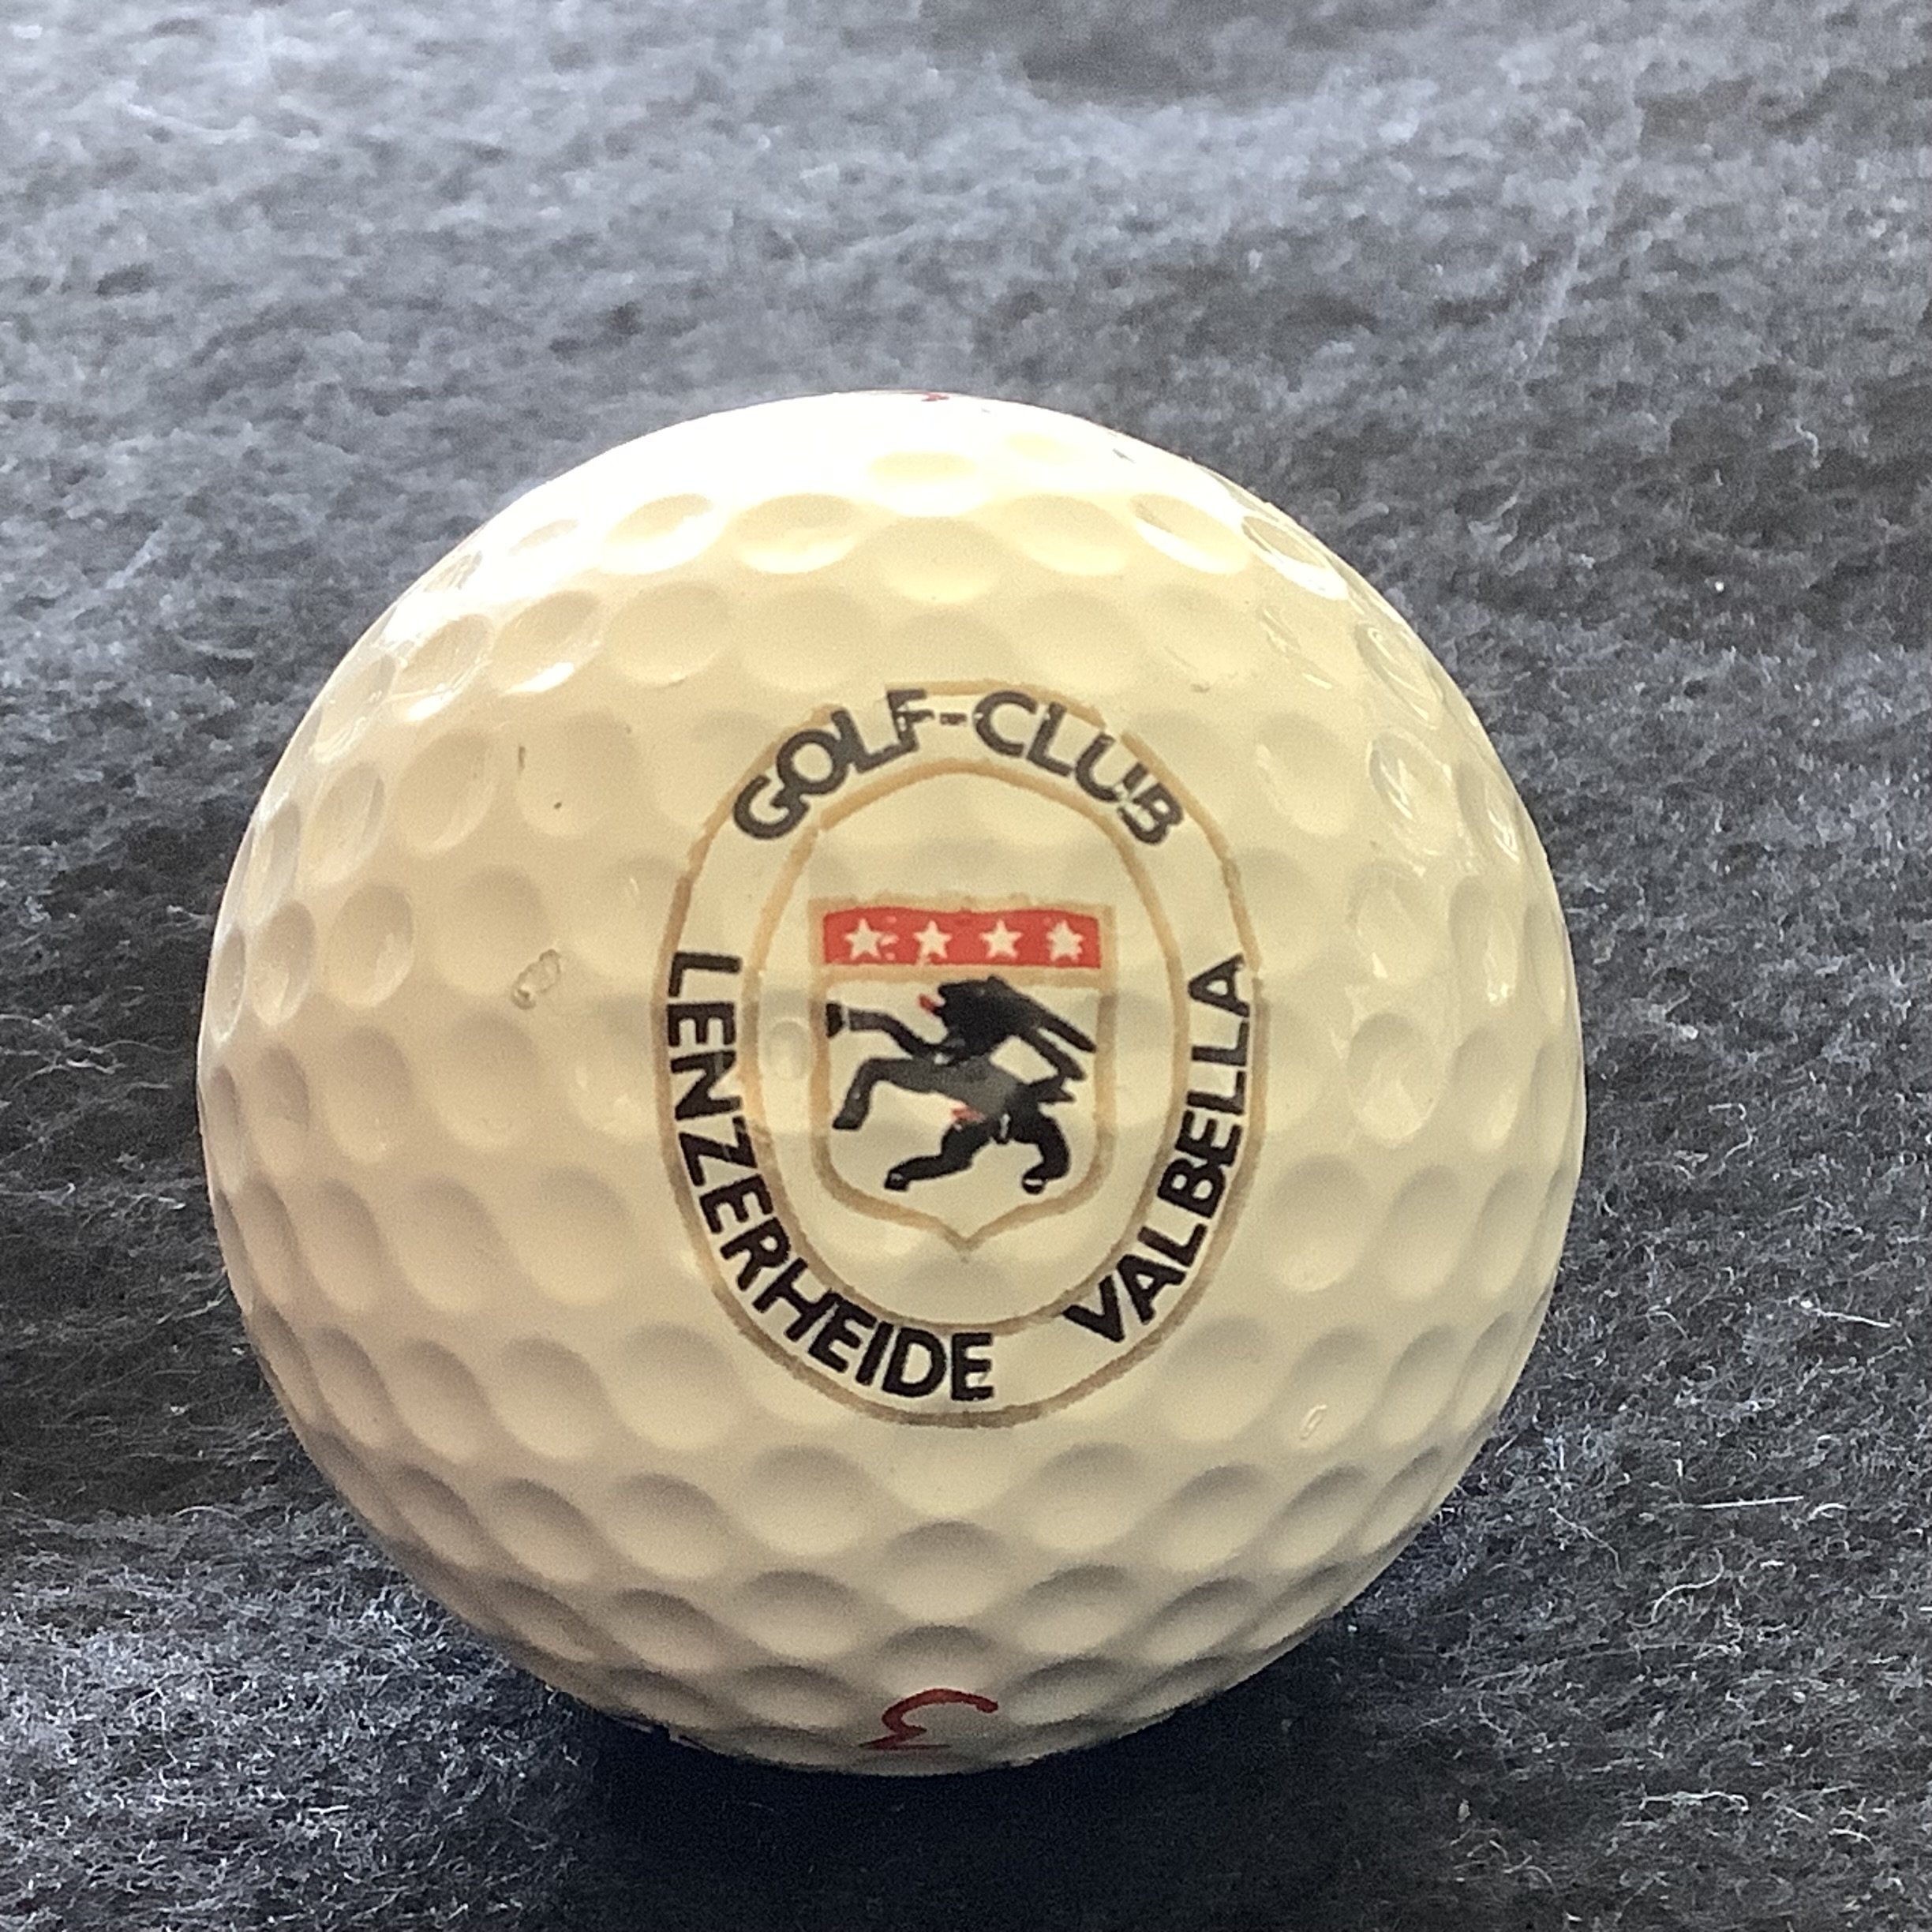 GOLF-CLUB
LENZERHEIDE VALBELLA
3